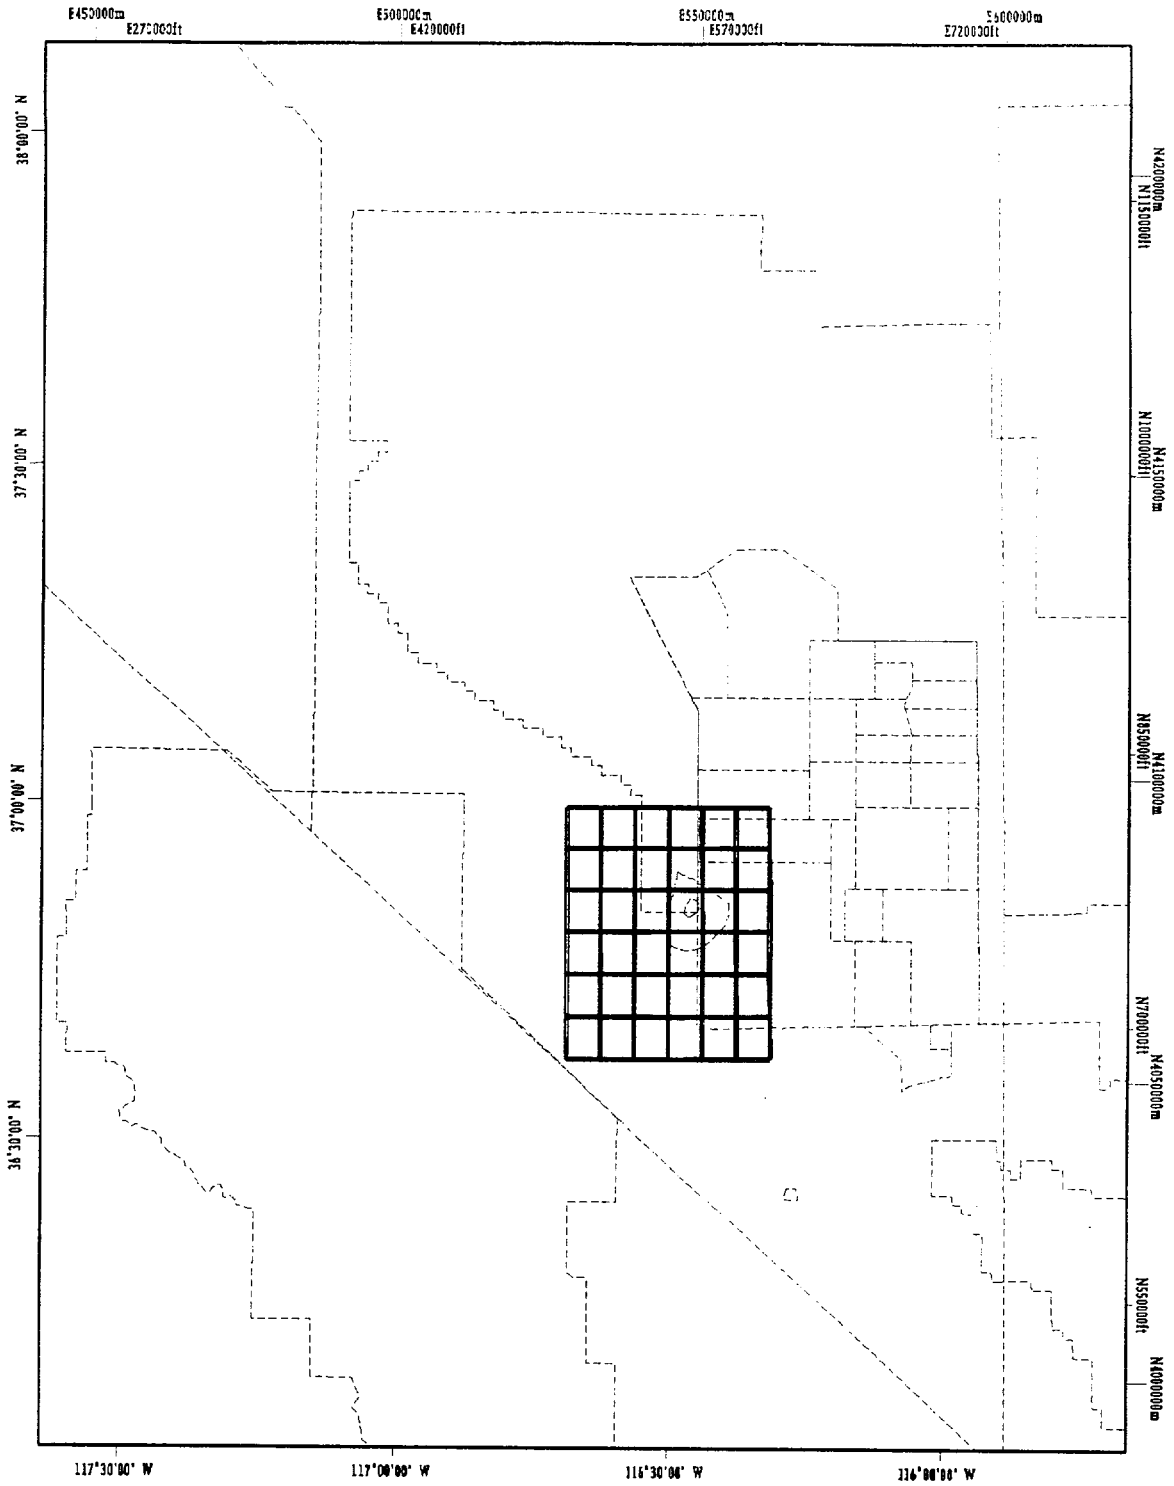 E450000m E500000m E550000m E600000m
E270000ft E420000ft E570000ft E720000ft
38°00'00" N
37°30'00" N
37°00'00" N
36°30'00" N
N4200000m
N1150000ft
N4150000m
N1000000ft
N4100000m
N850000ft
N4050000m
N700000ft
N4000000m
N550000ft
117°30'00" W 117°00'00" W 116°30'00" W 116°00'00" W